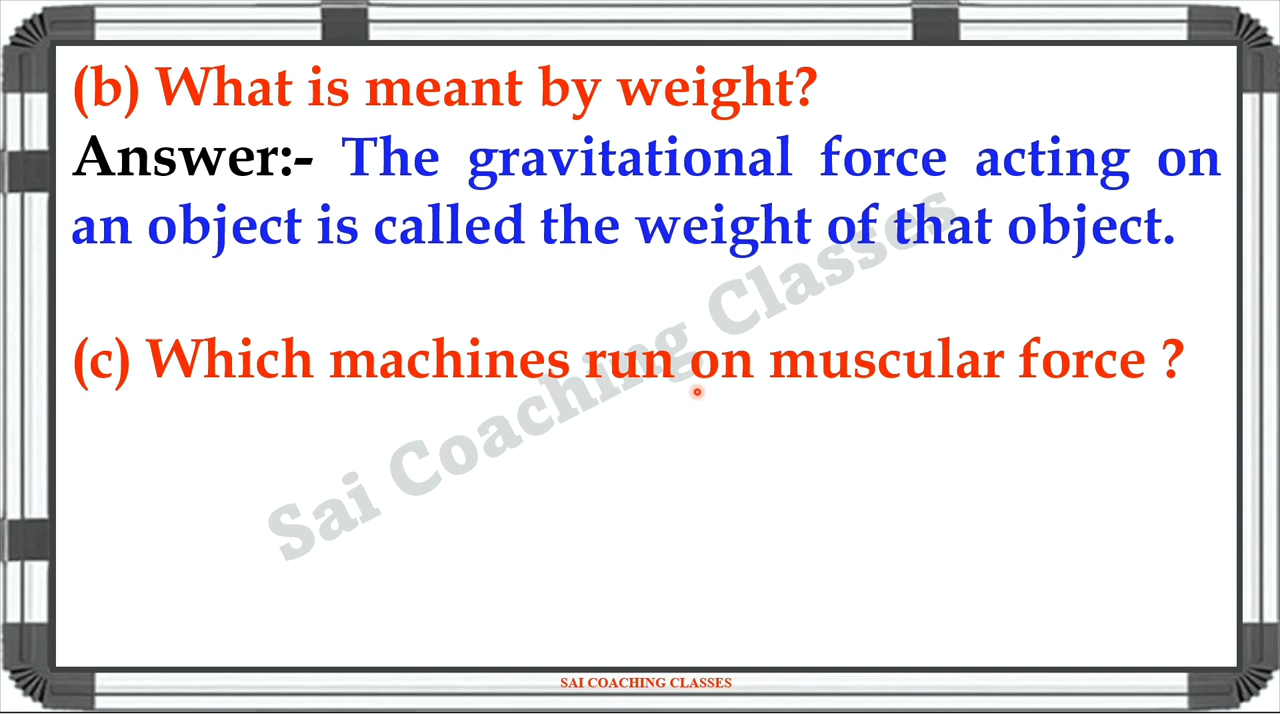 (b) What is meant by weight?
Answer:- The gravitational force acting on
an object is called the weight of that object.
(c) Which machines run on muscular force ?
Sai Coaching Classes
SAI COACHING CLASSES